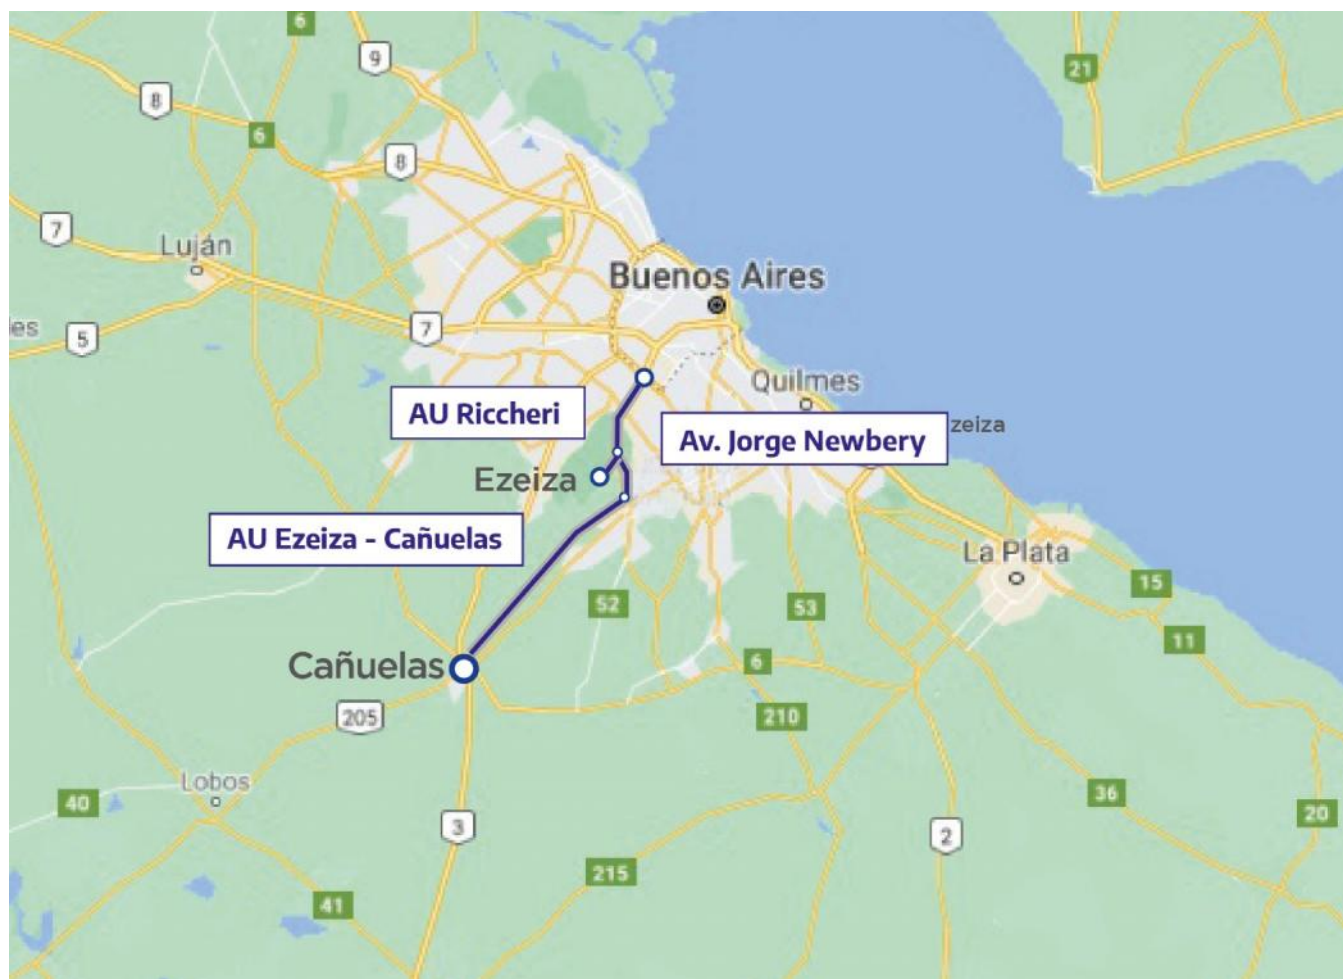 6
9
21
8
6
8
7
Luján
Buenos Aires
es
5
7
Quilmes
AU Riccheri
Av. Jorge Newbery
zeiza
Ezeiza
AU Ezeiza - Cañuelas
La Plata
15
52
53
11
Cañuelas
6
205
210
Lobos
40
36
3
2
20
215
41